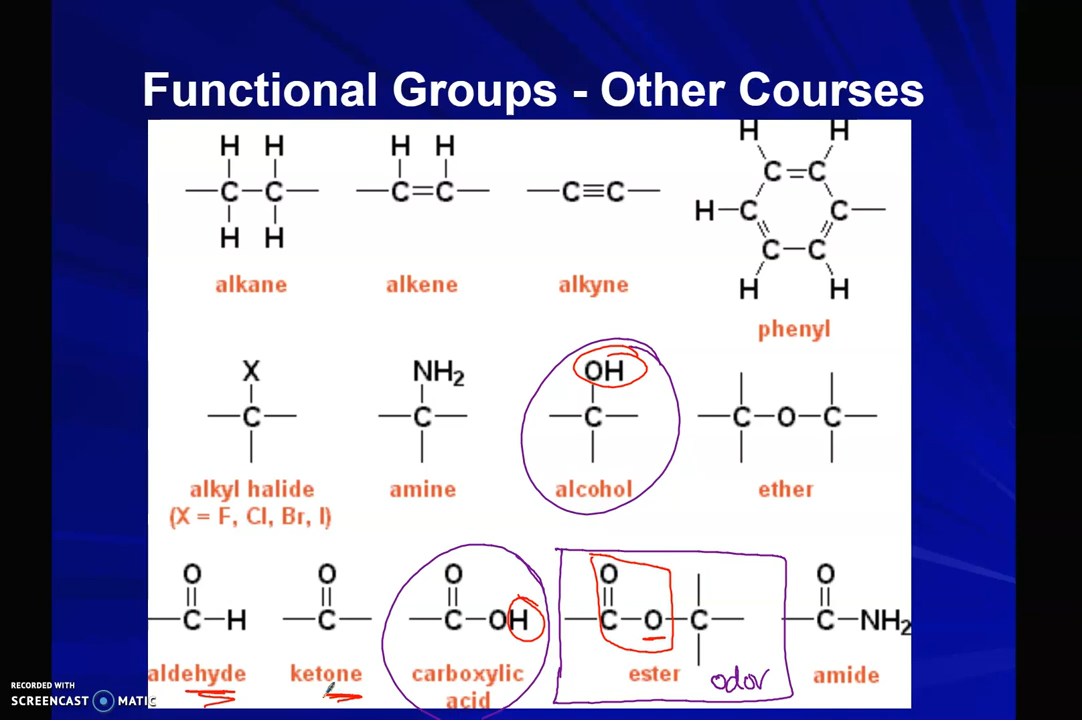 Functional Groups - Other Courses
H H
C-C
H H
alkane
H H
C=C
alkene
C≡C
alkyne
H H
C=C
H-C C
C-C
H H
phenyl
X
C
alkyl halide
(X = F, Cl, Br, I)
NH₂
C
amine
OH
C
alcohol
C-O-C
ether
O
C-H
aldehyde
O
C
ketone
O
C-OH
carboxylic
acid
O
C-O-C
ester
odor
O
C-NH₂
amide
RECORDED WITH
SCREENCAST MATIC